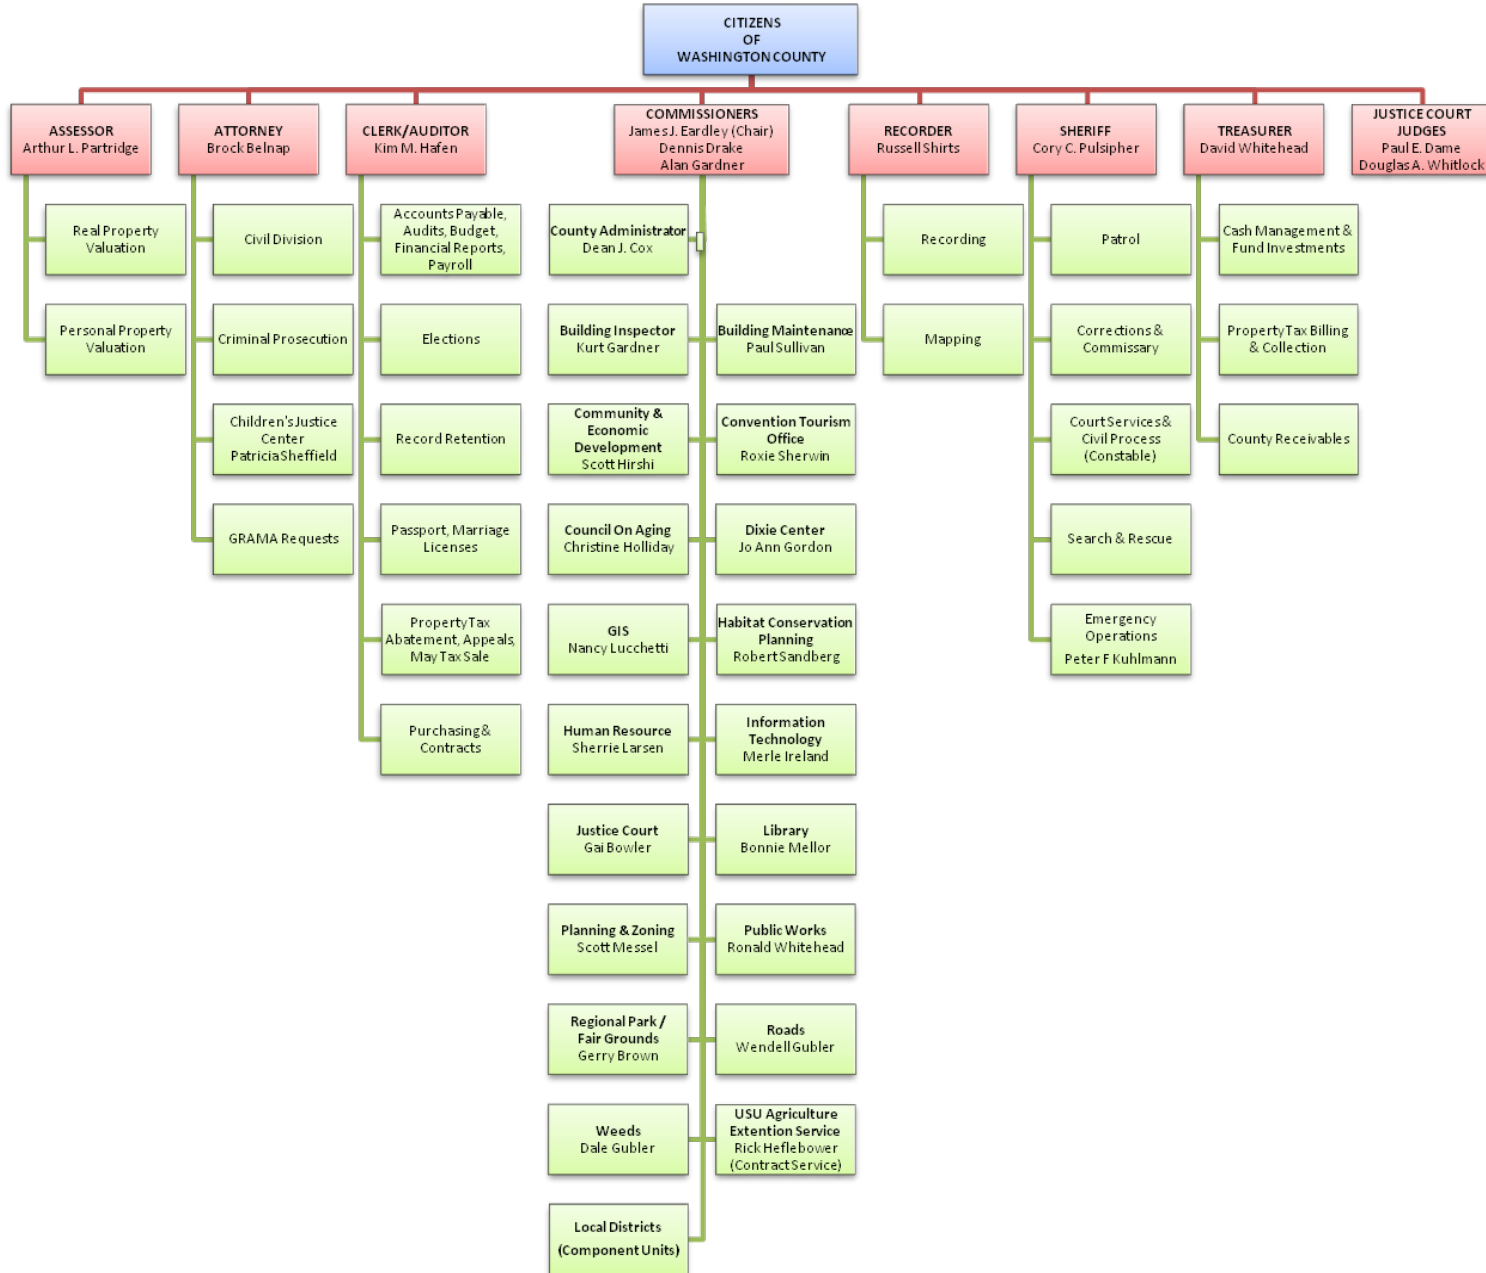 CITIZENS
OF
WASHINGTON COUNTY
ASSESSOR
Arthur L. Partridge
ATTORNEY
Brock Belnap
CLERK/AUDITOR
Kim M. Hafen
COMMISSIONERS
James J. Eardley (Chair)
Dennis Drake
Alan Gardner
RECORDER
Russell Shirts
SHERIFF
Cory C. Pulsipher
TREASURER
David Whitehead
JUSTICE COURT
JUDGES
Paul E. Dame
Douglas A. Whitlock
Real Property
Valuation
Personal Property
Valuation
Civil Division
Criminal Prosecution
Children's Justice
Center
Patricia Sheffield
GRAMA Requests
Accounts Payable,
Audits, Budget,
Financial Reports,
Payroll
Elections
Record Retention
Passport, Marriage
Licenses
Property Tax
Abatement, Appeals,
May Tax Sale
Purchasing &
Contracts
County Administrator
Dean J. Cox
Building Inspector
Kurt Gardner
Building Maintenance
Paul Sullivan
Community &
Economic
Development
Scott Hirshi
Convention Tourism
Office
Roxie Sherwin
Council On Aging
Christine Holliday
Dixie Center
Jo Ann Gordon
GIS
Nancy Lucchetti
Habitat Conservation
Planning
Robert Sandberg
Human Resource
Sherrie Larsen
Information
Technology
Merle Ireland
Justice Court
Gai Bowler
Library
Bonnie Mellor
Planning & Zoning
Scott Messel
Public Works
Ronald Whitehead
Regional Park /
Fair Grounds
Gerry Brown
Roads
Wendell Gubler
Weeds
Dale Gubler
USU Agriculture
Extention Service
Rick Heflebower
(Contract Service)
Local Districts
(Component Units)
Recording
Mapping
Patrol
Corrections &
Commissary
Court Services &
Civil Process
(Constable)
Search & Rescue
Emergency
Operations
Peter F Kuhlmann
Cash Management &
Fund Investments
Property Tax Billing
& Collection
County Receivables